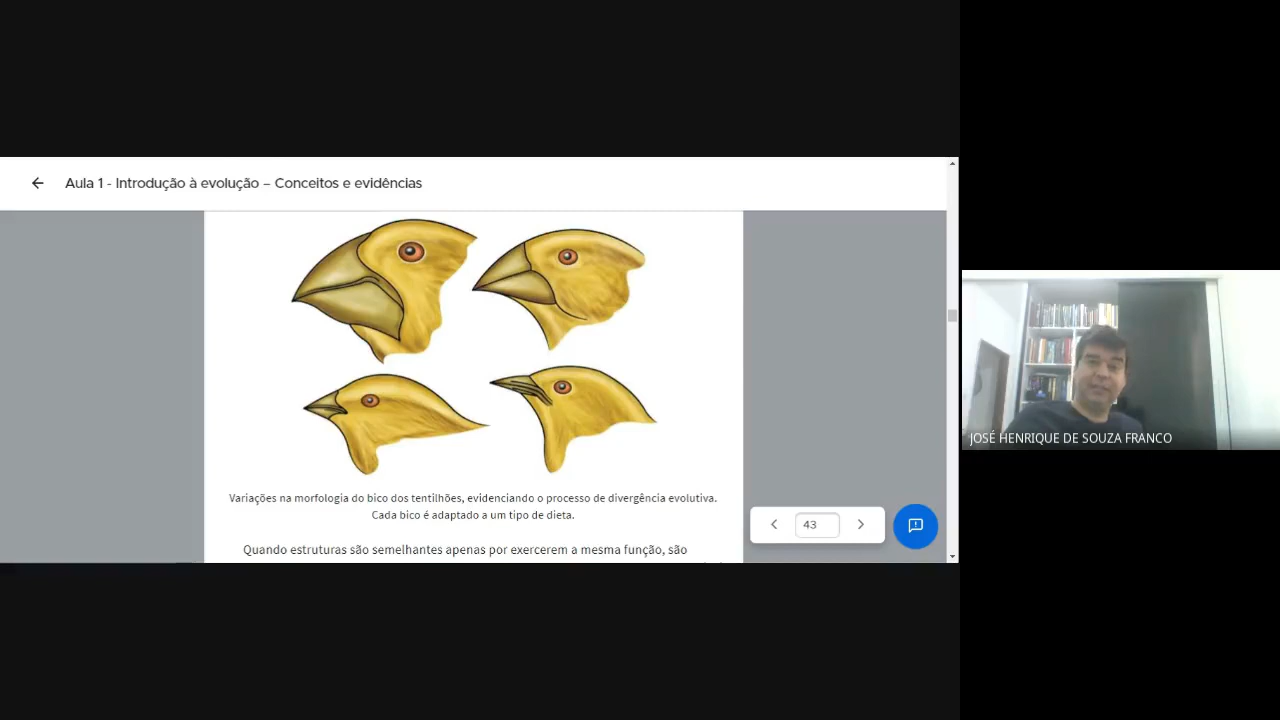 Aula 1 - Introdução à evolução – Conceitos e evidências
Variações na morfologia do bico dos tentilhões, evidenciando o processo de divergência evolutiva.
Cada bico é adaptado a um tipo de dieta.
Quando estruturas são semelhantes apenas por exercerem a mesma função, são
43
JOSÉ HENRIQUE DE SOUZA FRANCO